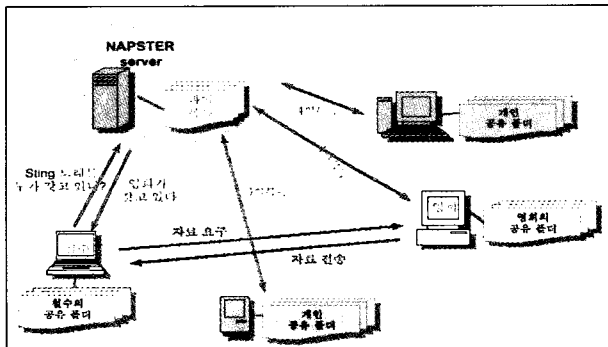 NAPSTER
server
개인
공유 폴더
Sting 노래를
누가 갖고 있나?
영희가
갖고 있다
영희
영희의
공유 폴더
자료 요구
자료 전송
철수의
공유 폴더
개인
공유 폴더